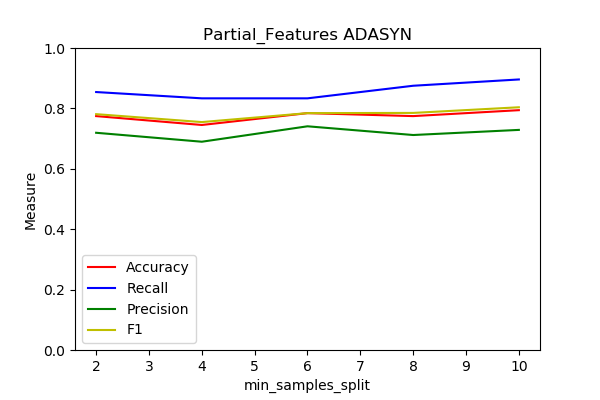 Partial_Features ADASYN
1.0
0.8
0.6
0.4
0.2
0.0
Measure
Accuracy
Recall
Precision
F1
2 3 4 5 6 7 8 9 10
min_samples_split